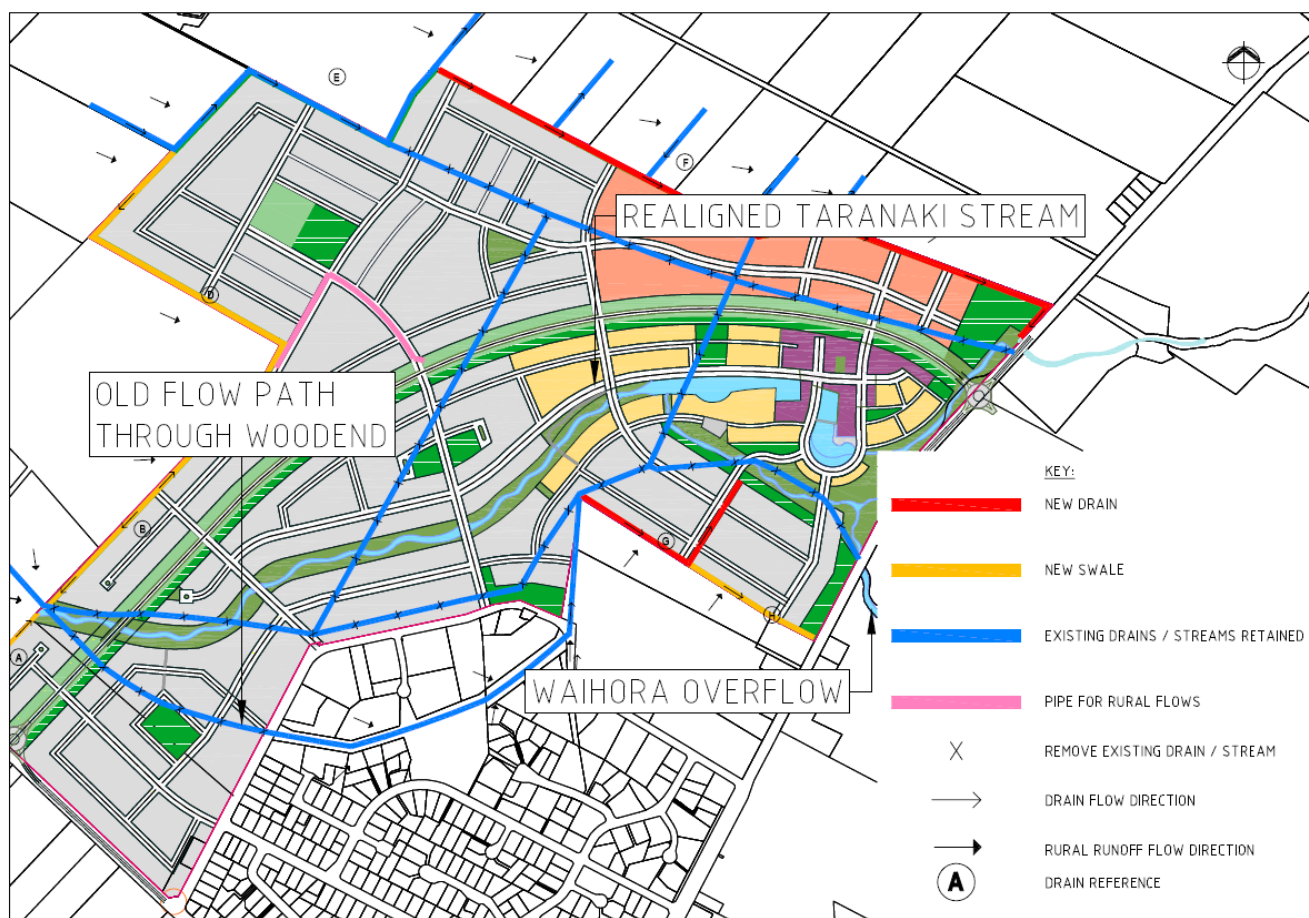 E
F
REALIGNED TARANAKI STREAM
D
OLD FLOW PATH
THROUGH WOODEND
B
G
H
A
WAIHORA OVERFLOW
KEY:
NEW DRAIN
NEW SWALE
EXISTING DRAINS / STREAMS RETAINED
PIPE FOR RURAL FLOWS
X
REMOVE EXISTING DRAIN / STREAM
DRAIN FLOW DIRECTION
RURAL RUNOFF FLOW DIRECTION
A
DRAIN REFERENCE